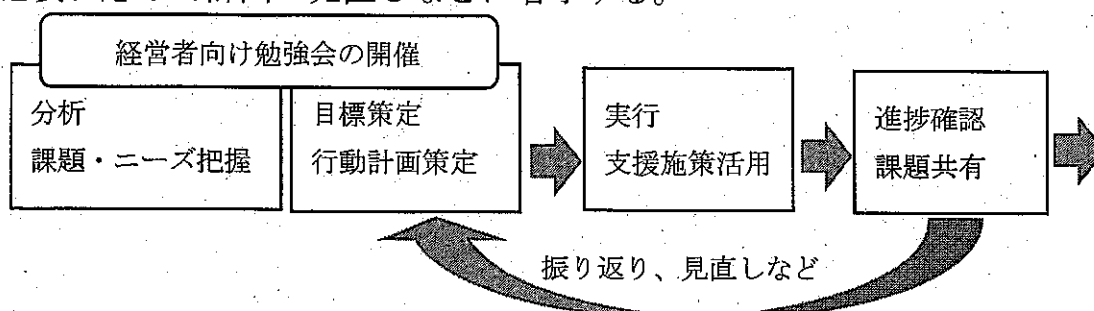 経営者向け勉強会の開催
分析
課題・ニーズ把握
目標策定
行動計画策定
実行
支援施策活用
進捗確認
課題共有
振り返り、見直しなど